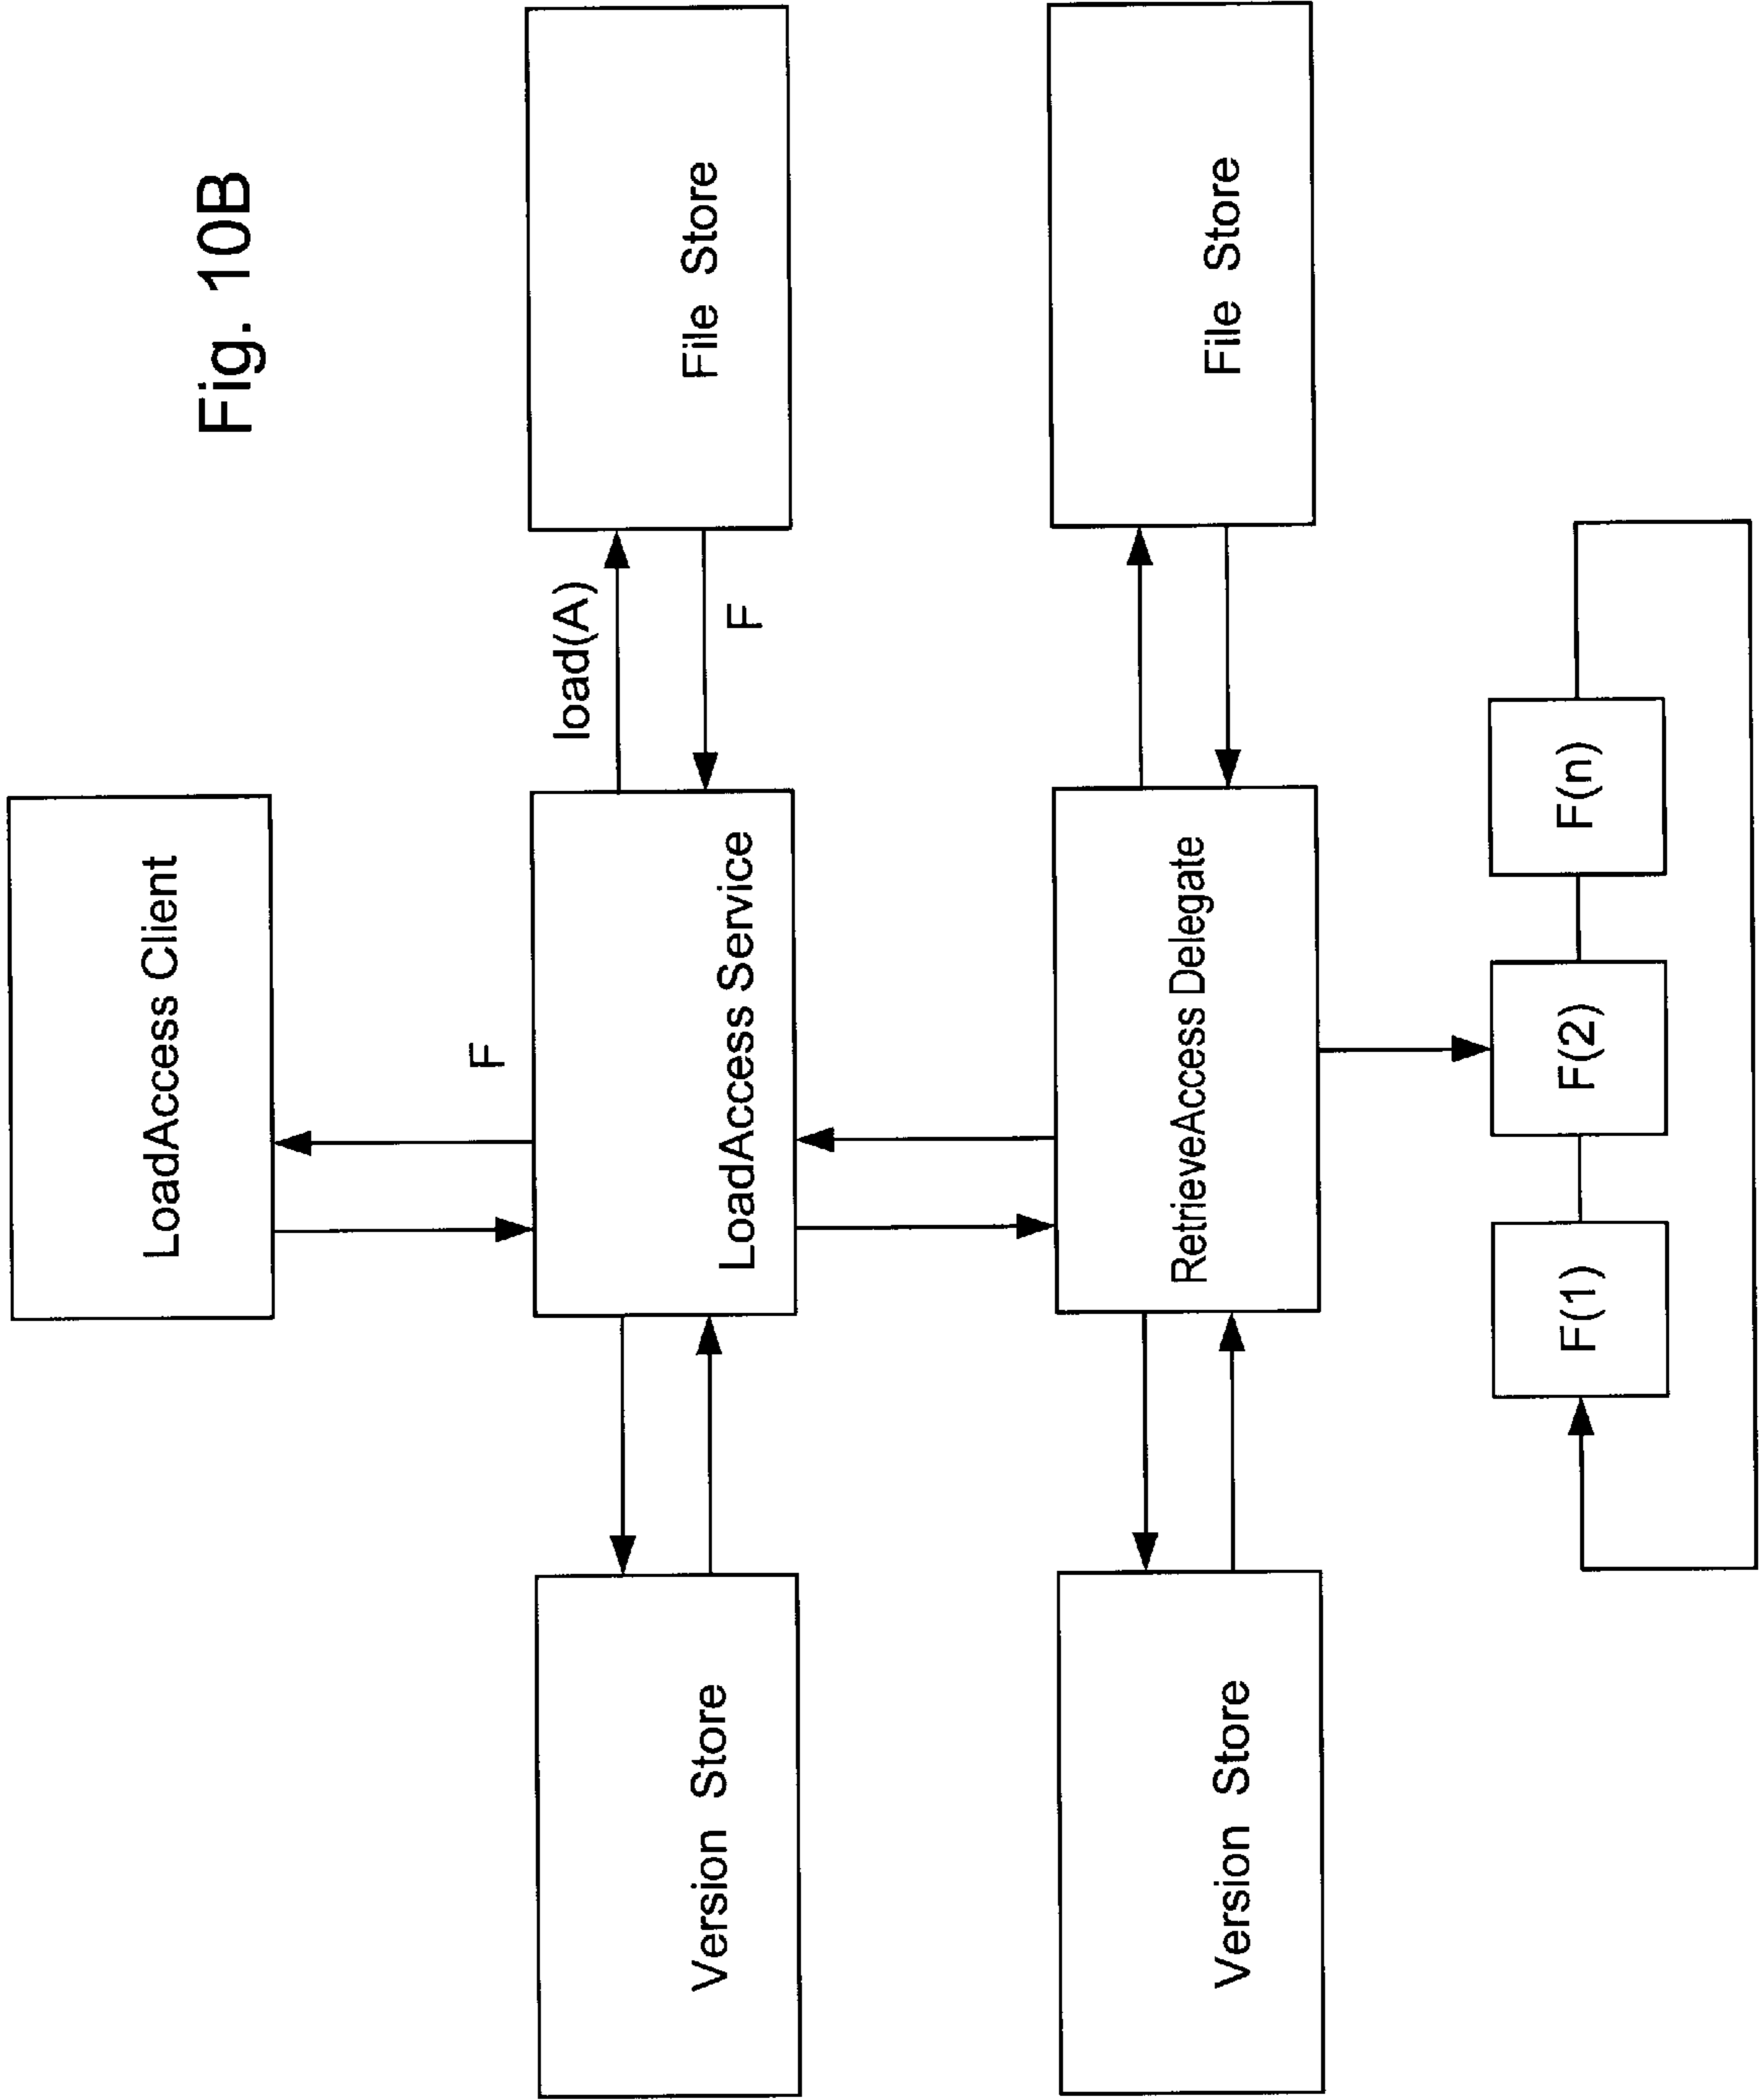 Fig. 10B
LoadAccess Client
F
load(A)
F
Version Store
LoadAccess Service
File Store
Version Store
RetrieveAccess Delegate
File Store
F(1)
F(2)
F(n)